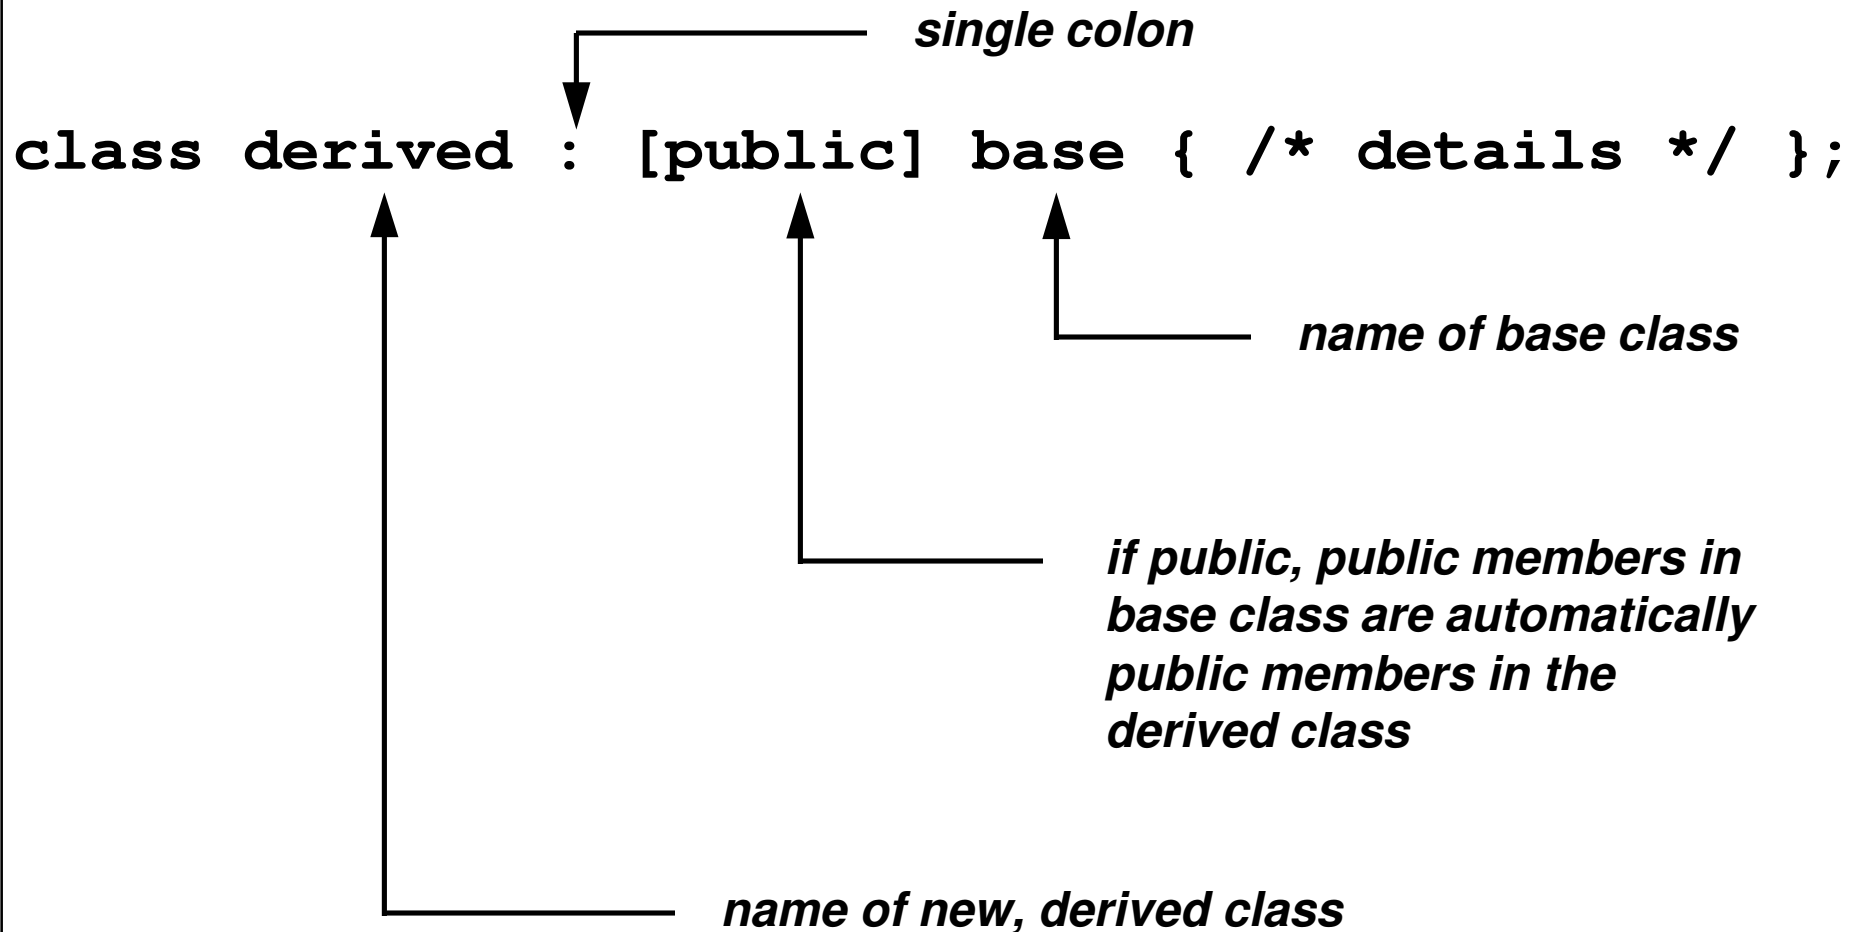 single colon
class derived : [public] base { /* details */ };
name of base class
if public, public members in
base class are automatically
public members in the
derived class
name of new, derived class